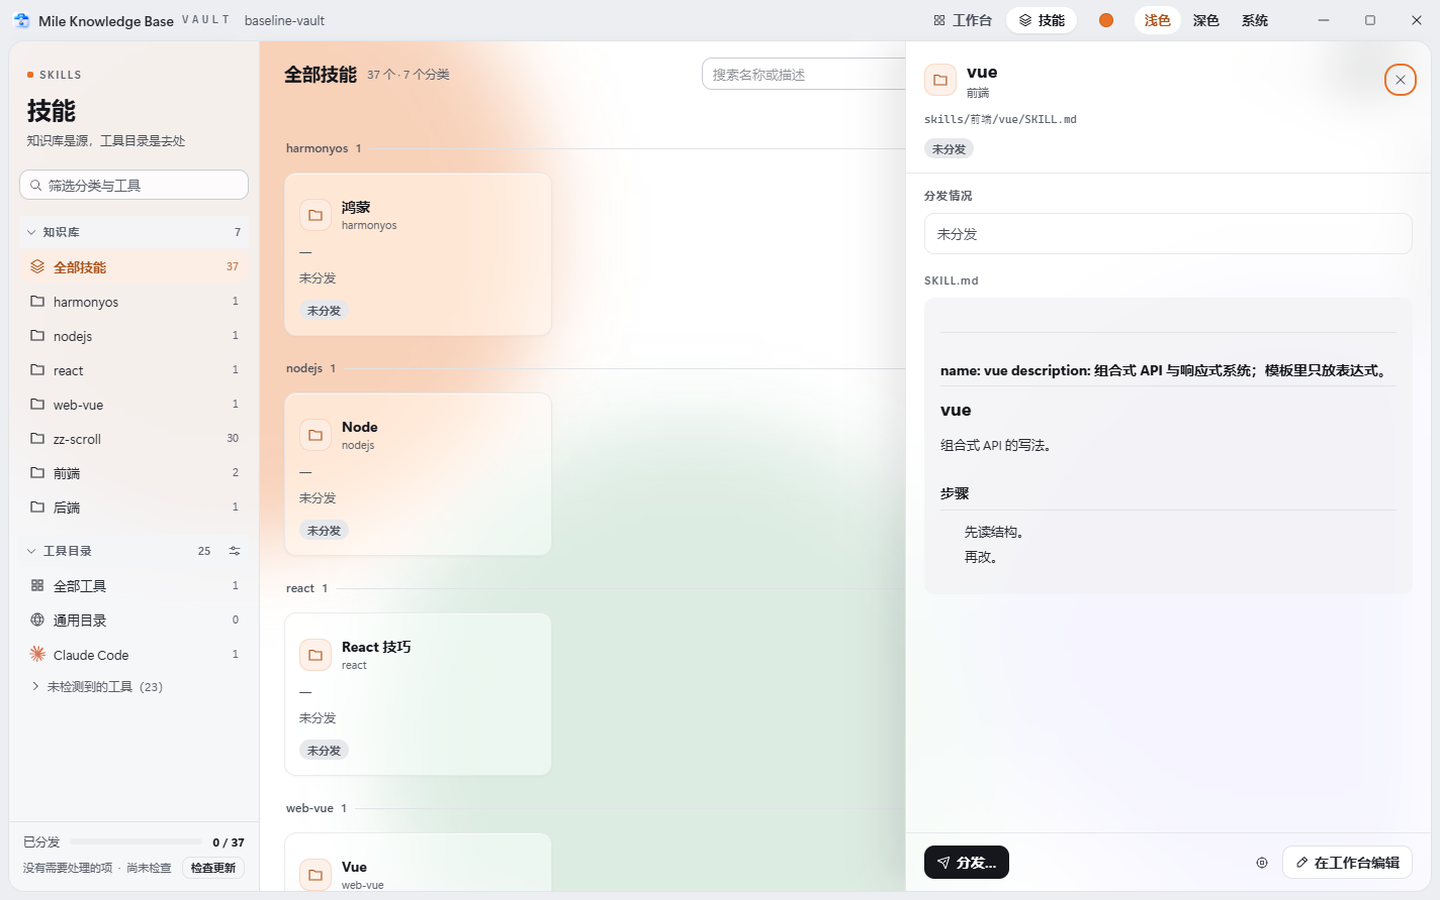 Mile Knowledge Base VAULT baseline-vault
工作台 技能 浅色 深色 系统
SKILLS
技能
知识库是源，工具目录是去处
筛选分类与工具
知识库 7
全部技能 37
harmonyos 1
nodejs 1
react 1
web-vue 1
zz-scroll 30
前端 2
后端 1
工具目录 25
全部工具 1
通用目录 0
Claude Code 1
未检测到的工具 (23)
已分发 0 / 37
没有需要处理的项 · 尚未检查 检查更新
全部技能 37 个 · 7 个分类
搜索名称或描述
harmonyos 1
鸿蒙
harmonyos
—
未分发
未分发
nodejs 1
Node
nodejs
—
未分发
未分发
react 1
React 技巧
react
—
未分发
未分发
web-vue 1
Vue
web-vue
vue
前端
skills/前端/vue/SKILL.md
未分发
分发情况
未分发
SKILL.md
name: vue description: 组合式 API 与响应式系统；模板里只放表达式。
vue
组合式 API 的写法。
步骤
先读结构。
再改。
分发...
在工作台编辑